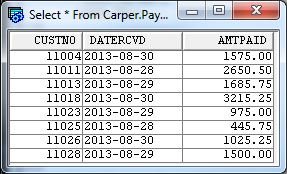 Select * From Carper.Pay...
CUSTNO DATERCVD AMTPAID
11004 2013-08-30 1575.00
11011 2013-08-28 2650.50
11013 2013-08-29 1685.75
11018 2013-08-30 3215.25
11023 2013-08-29 975.00
11025 2013-08-28 445.75
11026 2013-08-30 1025.25
11028 2013-08-29 1500.00